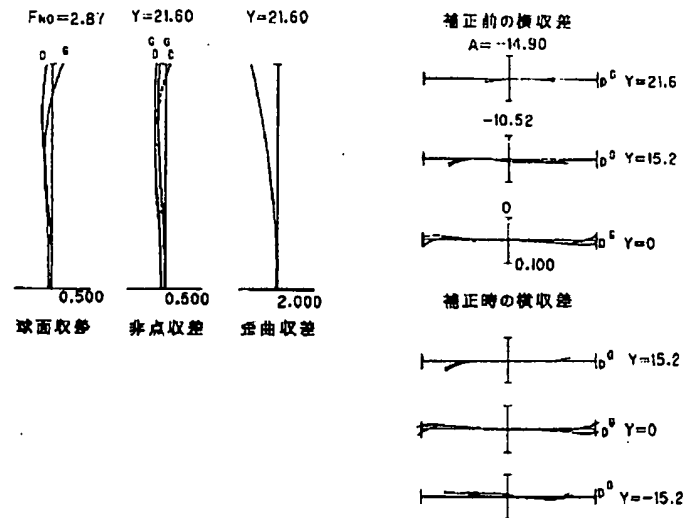 FNO=2.87 Y=21.60 Y=21.60
D G
G G
D C
0.500 0.500 2.000
球面収差 非点収差 歪曲収差
補正前の横収差
A=-14.90
D G Y=21.6
-10.52
D G Y=15.2
0
D G Y=0
0.100
補正時の横収差
D G Y=15.2
D G Y=0
D G Y=-15.2